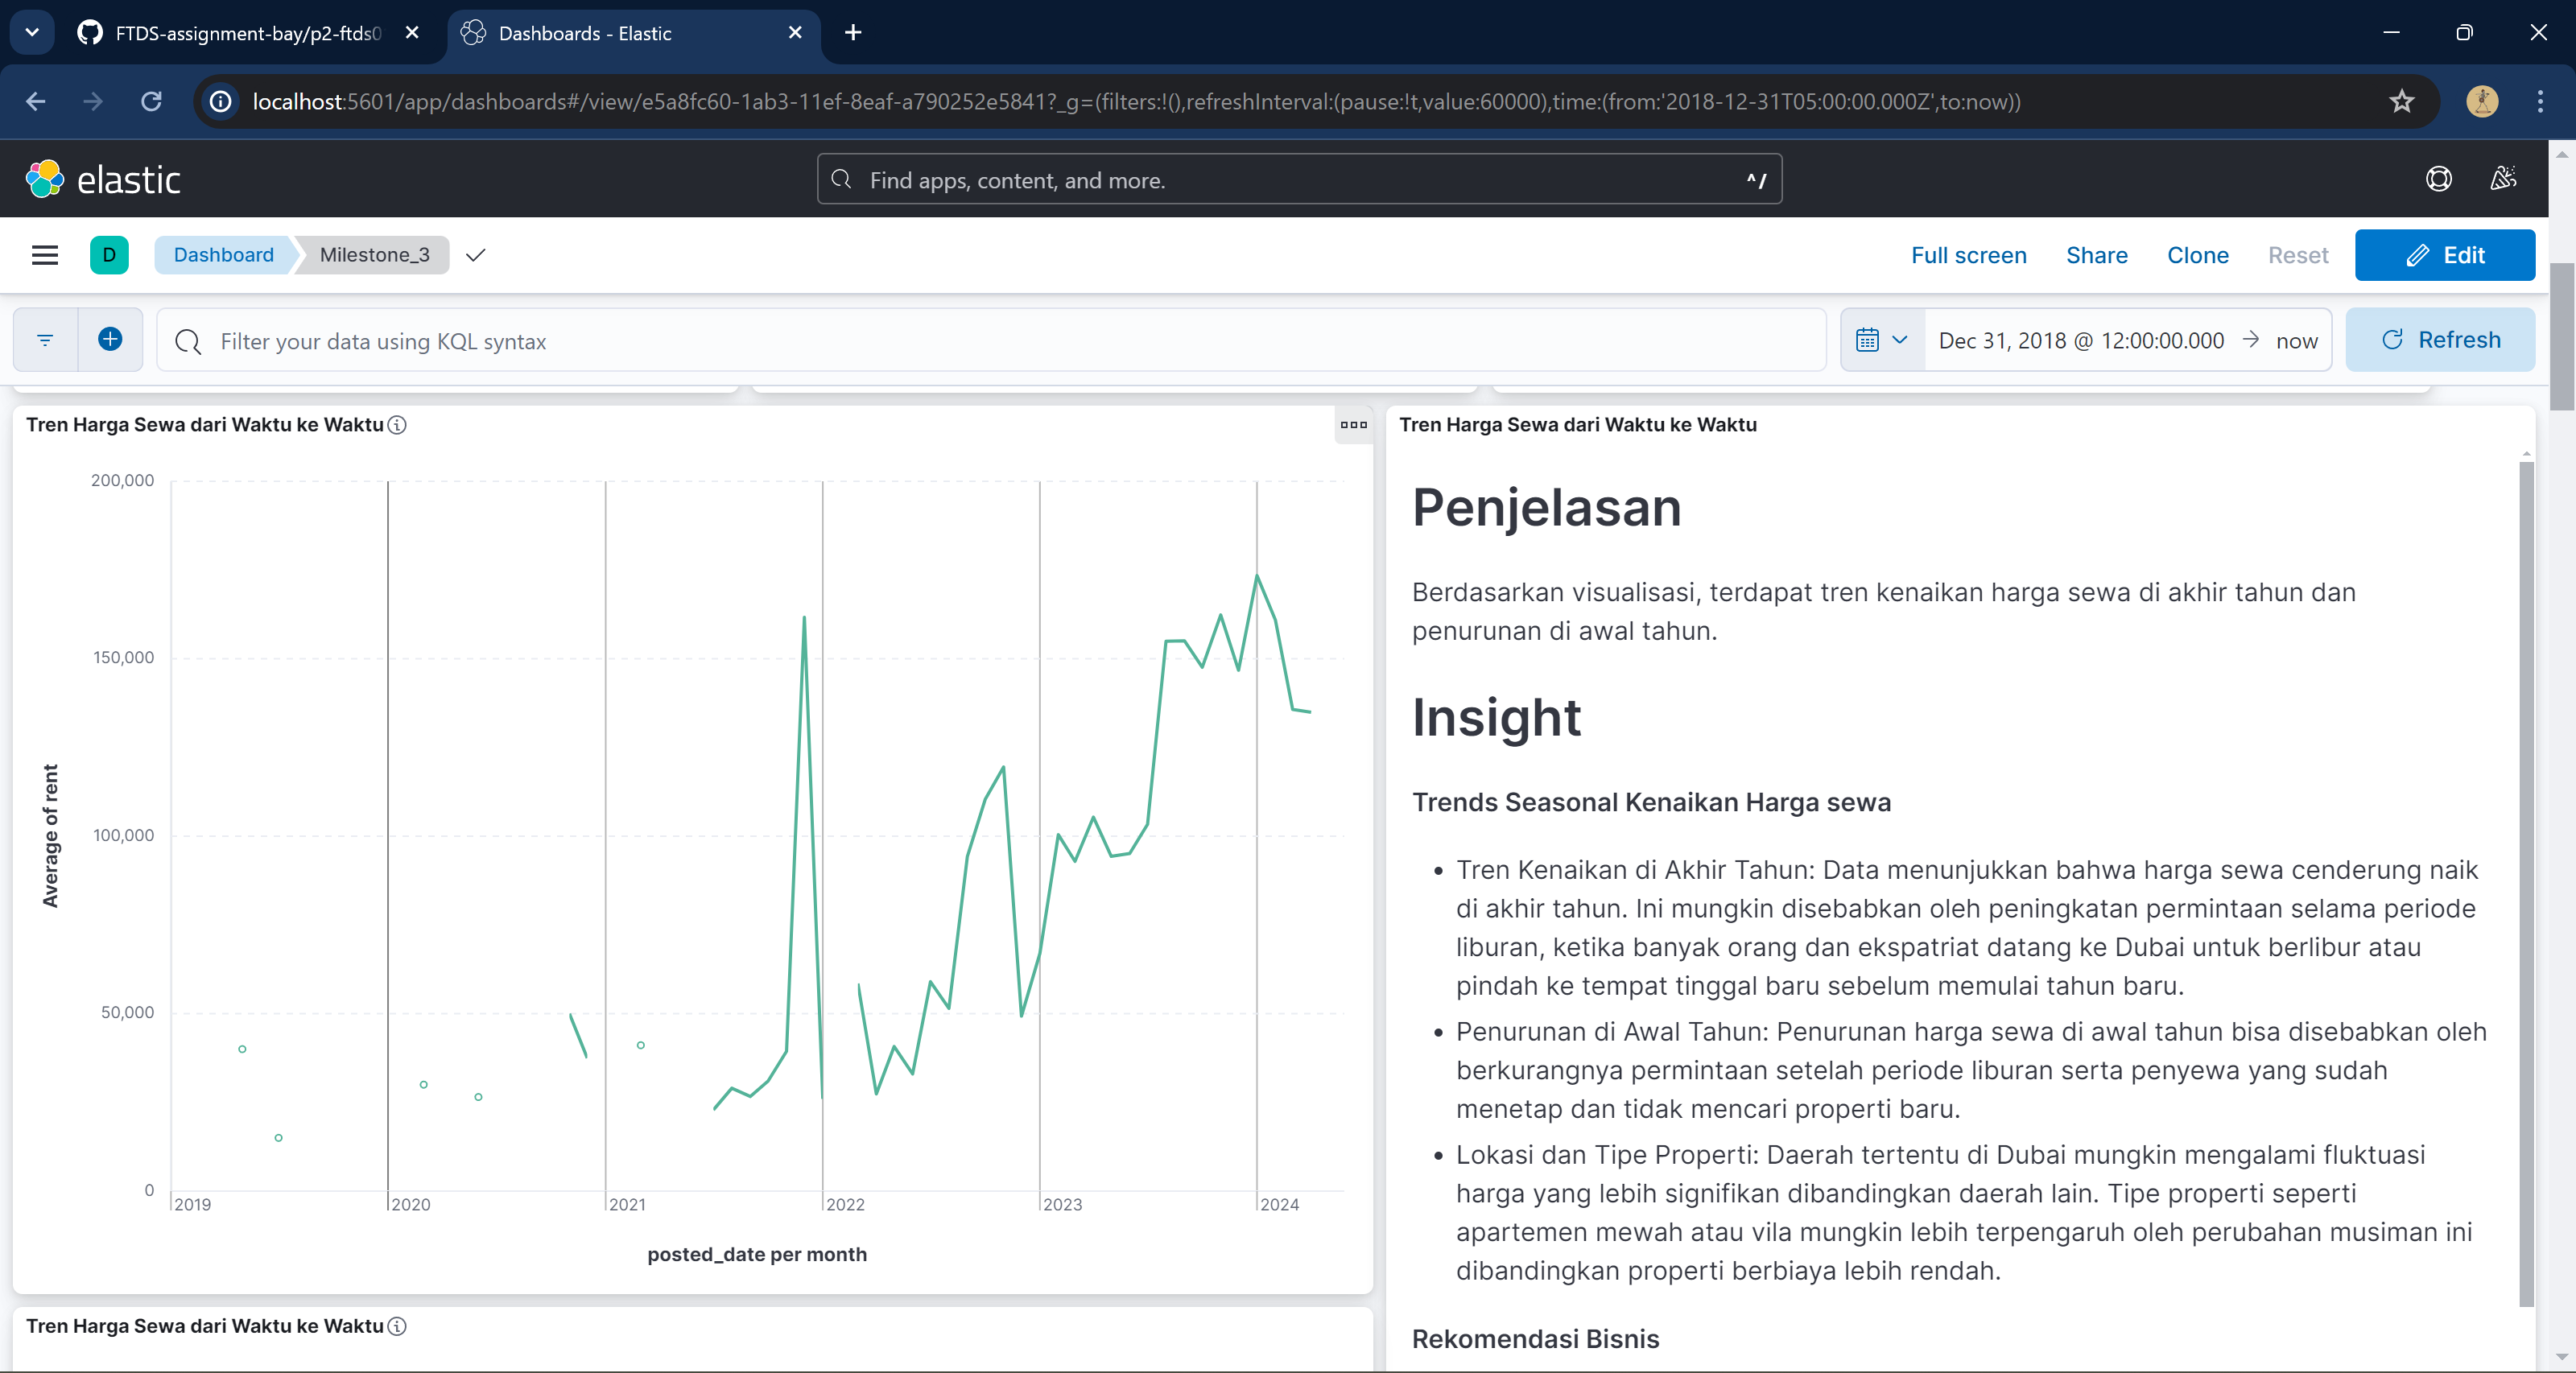 FTDS-assignment-bay/p2-ftds0
Dashboards - Elastic
localhost:5601/app/dashboards#/view/e5a8fc60-1ab3-11ef-8eaf-a790252e5841?_g=(filters:!(),refreshInterval:(pause:!t,value:60000),time:(from:'2018-12-31T05:00:00.000Z',to:now))
elastic
Find apps, content, and more.
^/
D
Dashboard
Milestone_3
Full screen
Share
Clone
Reset
Edit
Filter your data using KQL syntax
Dec 31, 2018 @ 12:00:00.000 → now
Refresh
Tren Harga Sewa dari Waktu ke Waktu
200,000
150,000
100,000
50,000
0
Average of rent
2019
2020
2021
2022
2023
2024
posted_date per month
Tren Harga Sewa dari Waktu ke Waktu
Tren Harga Sewa dari Waktu ke Waktu
Penjelasan
Berdasarkan visualisasi, terdapat tren kenaikan harga sewa di akhir tahun dan
penurunan di awal tahun.
Insight
Trends Seasonal Kenaikan Harga sewa
• Tren Kenaikan di Akhir Tahun: Data menunjukkan bahwa harga sewa cenderung naik
di akhir tahun. Ini mungkin disebabkan oleh peningkatan permintaan selama periode
liburan, ketika banyak orang dan ekspatriat datang ke Dubai untuk berlibur atau
pindah ke tempat tinggal baru sebelum memulai tahun baru.
• Penurunan di Awal Tahun: Penurunan harga sewa di awal tahun bisa disebabkan oleh
berkurangnya permintaan setelah periode liburan serta penyewa yang sudah
menetap dan tidak mencari properti baru.
• Lokasi dan Tipe Properti: Daerah tertentu di Dubai mungkin mengalami fluktuasi
harga yang lebih signifikan dibandingkan daerah lain. Tipe properti seperti
apartemen mewah atau vila mungkin lebih terpengaruh oleh perubahan musiman ini
dibandingkan properti berbiaya lebih rendah.
Rekomendasi Bisnis